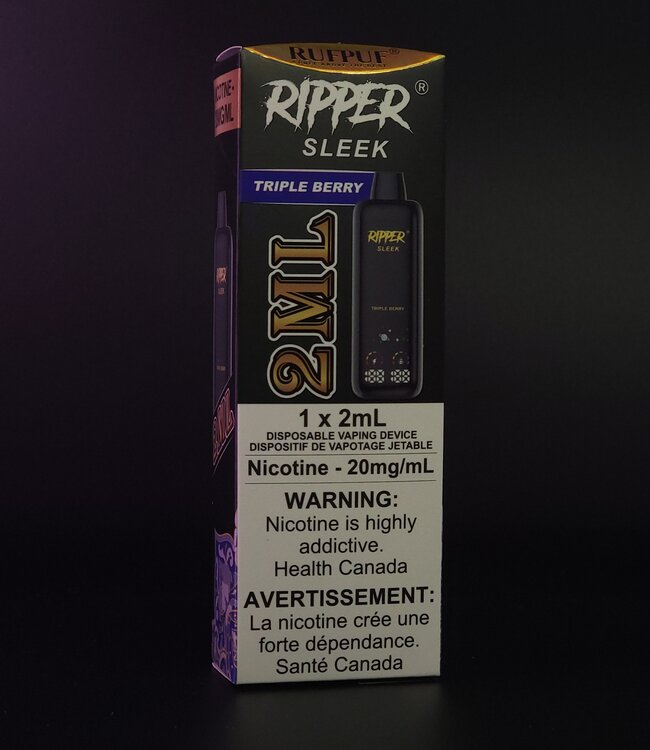 RUFPUF®
RIPPER®
SLEEK
TRIPLE BERRY
2ML
RIPPER
SLEEK
TRIPLE BERRY
1 x 2mL
DISPOSABLE VAPING DEVICE
DISPOSITIF DE VAPOTAGE JETABLE
Nicotine - 20mg/mL
WARNING:
Nicotine is highly
addictive.
Health Canada
AVERTISSEMENT:
La nicotine crée une
forte dépendance.
Santé Canada
RIPPER
SLEEK